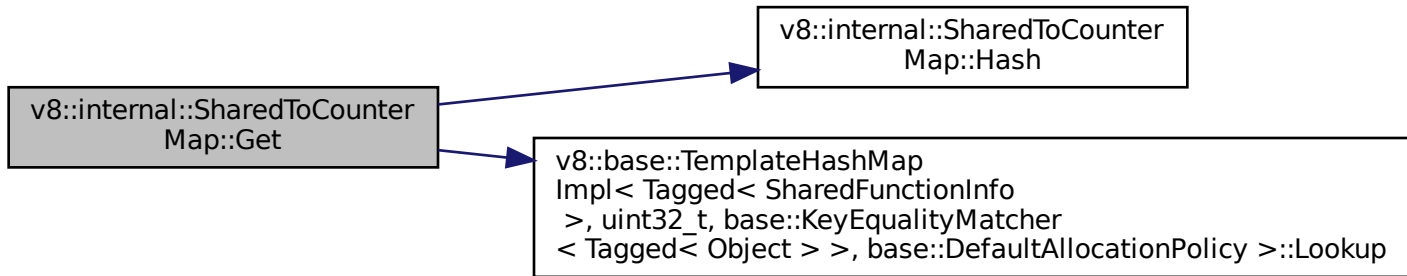 v8::internal::SharedToCounter
Map::Get
v8::internal::SharedToCounter
Map::Hash
v8::base::TemplateHashMap
Impl< Tagged< SharedFunctionInfo
 >, uint32_t, base::KeyEqualityMatcher
< Tagged< Object > >, base::DefaultAllocationPolicy >::Lookup